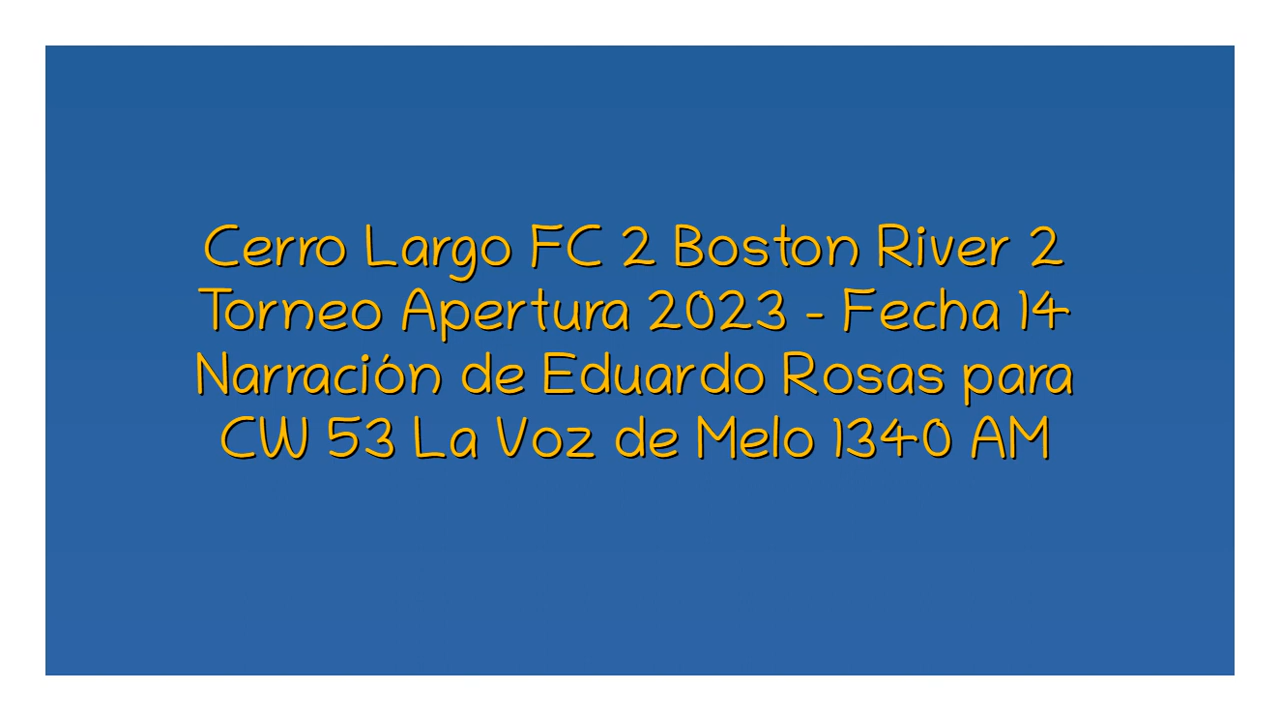 Cerro Largo FC 2 Boston River 2
Torneo Apertura 2023 - Fecha 14
Narración de Eduardo Rosas para
CW 53 La Voz de Melo 1340 AM